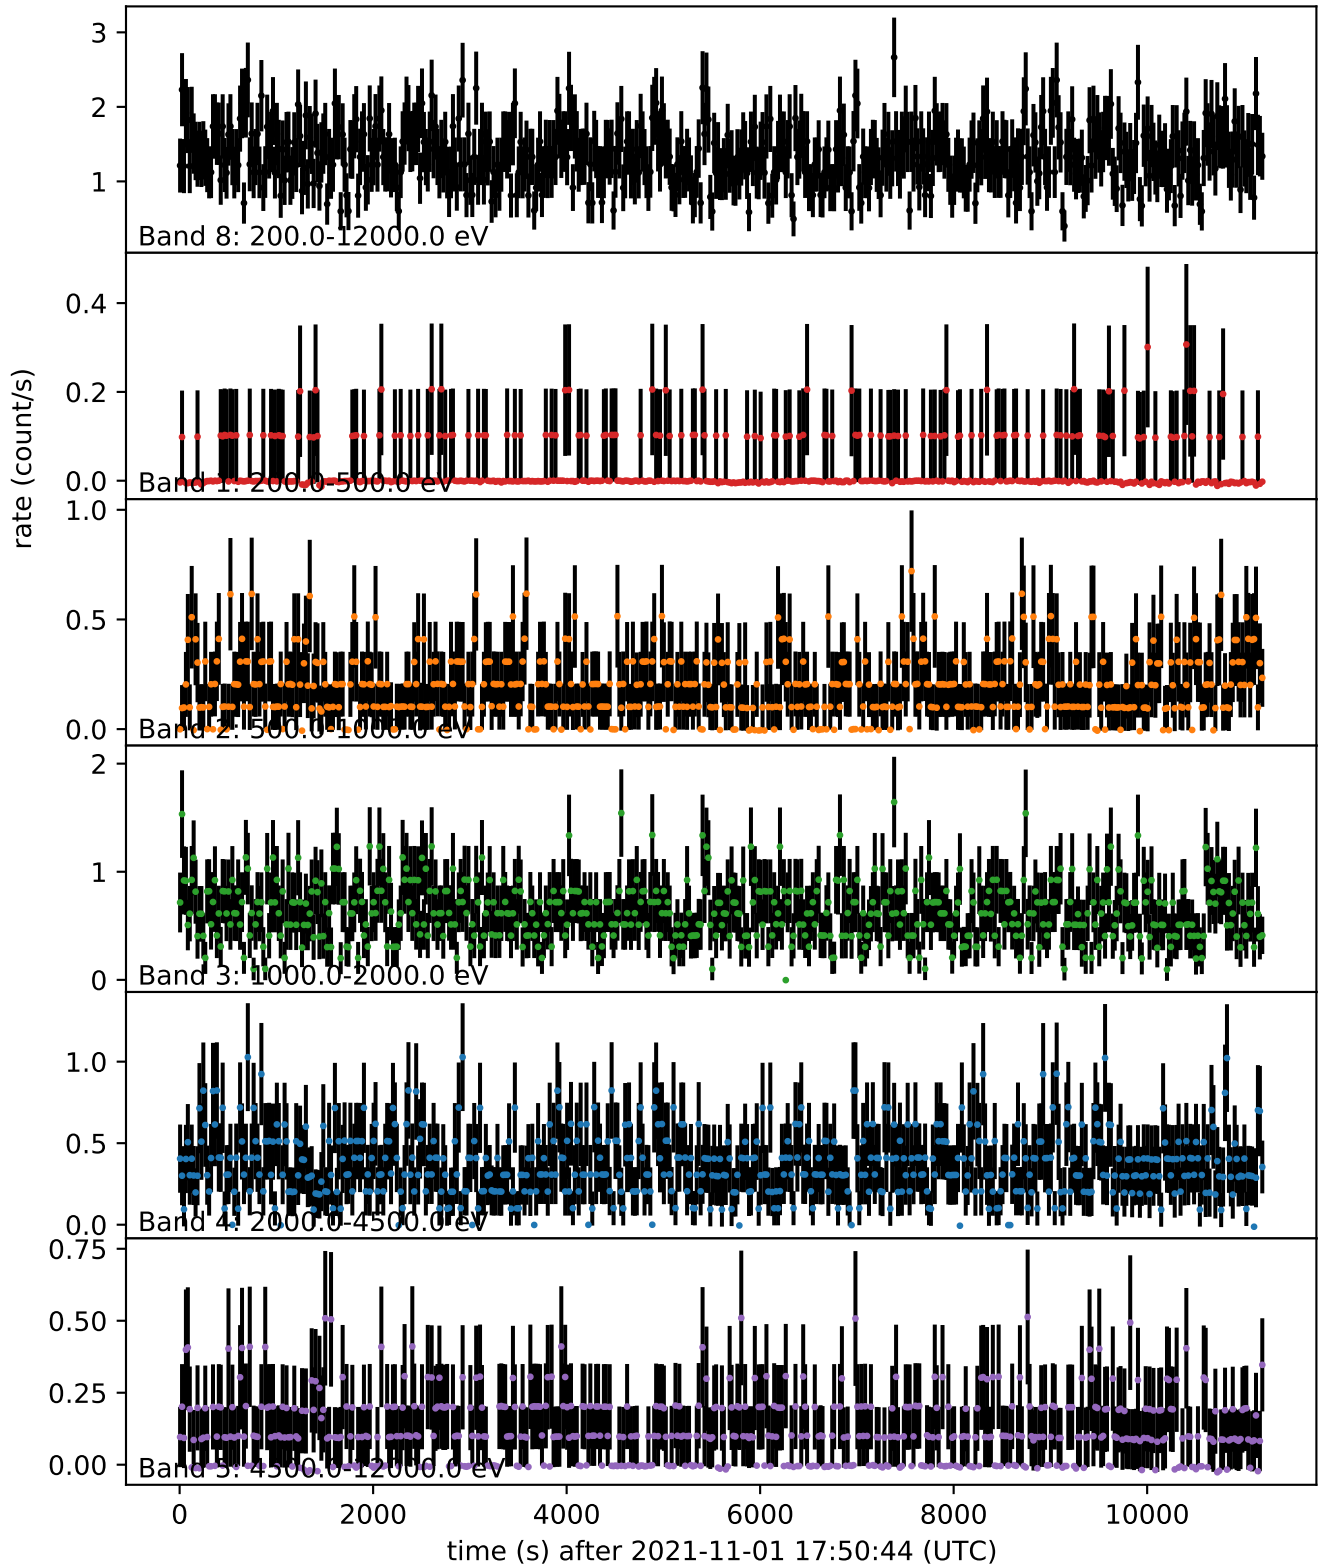 3
2
1
Band 8: 200.0-12000.0 eV
0.4
0.2
0.0
Band 1: 200.0-500.0 eV
rate (count/s)
1.0
0.5
0.0
Band 2: 500.0-1000.0 eV
2
1
0
Band 3: 1000.0-2000.0 eV
1.0
0.5
0.0
Band 4: 2000.0-4500.0 eV
0.75
0.50
0.25
0.00
Band 5: 4500.0-12000.0 eV
0 2000 4000 6000 8000 10000
time (s) after 2021-11-01 17:50:44 (UTC)